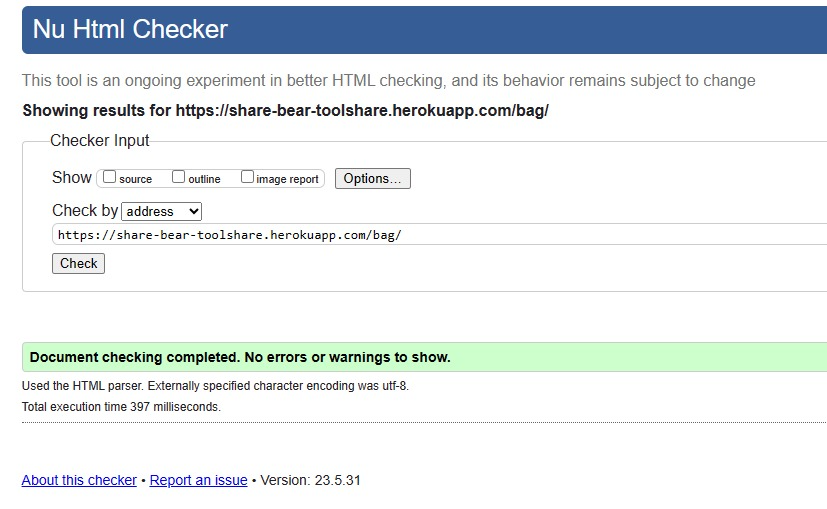 Nu Html Checker
This tool is an ongoing experiment in better HTML checking, and its behavior remains subject to change
Showing results for https://share-bear-toolshare.herokuapp.com/bag/
Checker Input
Show source outline image report Options...
Check by address
https://share-bear-toolshare.herokuapp.com/bag/
Check
Document checking completed. No errors or warnings to show.
Used the HTML parser. Externally specified character encoding was utf-8.
Total execution time 397 milliseconds.
About this checker • Report an issue • Version: 23.5.31